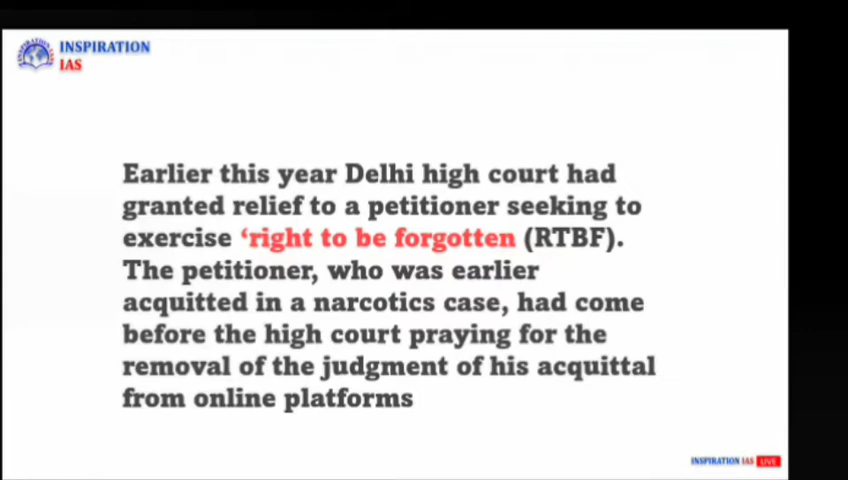 INSPIRATION
IAS
Earlier this year Delhi high court had
granted relief to a petitioner seeking to
exercise ‘right to be forgotten (RTBF).
The petitioner, who was earlier
acquitted in a narcotics case, had come
before the high court praying for the
removal of the judgment of his acquittal
from online platforms
INSPIRATION IAS LIVE